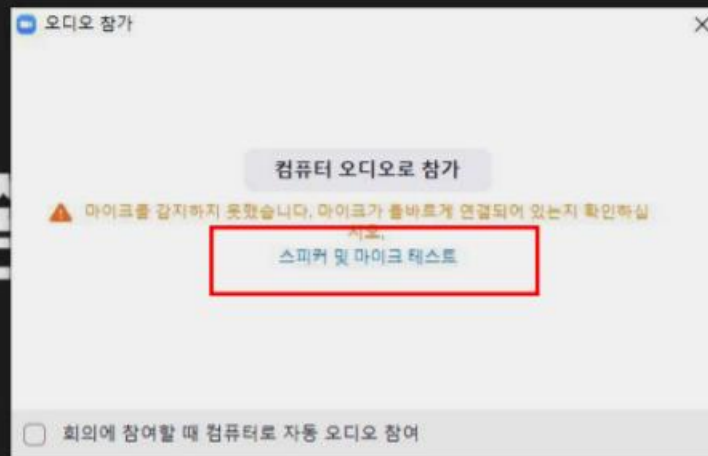 오디오 참가
컴퓨터 오디오로 참가
마이크를 감지하지 못했습니다. 마이크가 올바르게 연결되어 있는지 확인하십
시오.
스피커 및 마이크 테스트
회의에 참여할 때 컴퓨터로 자동 오디오 참여